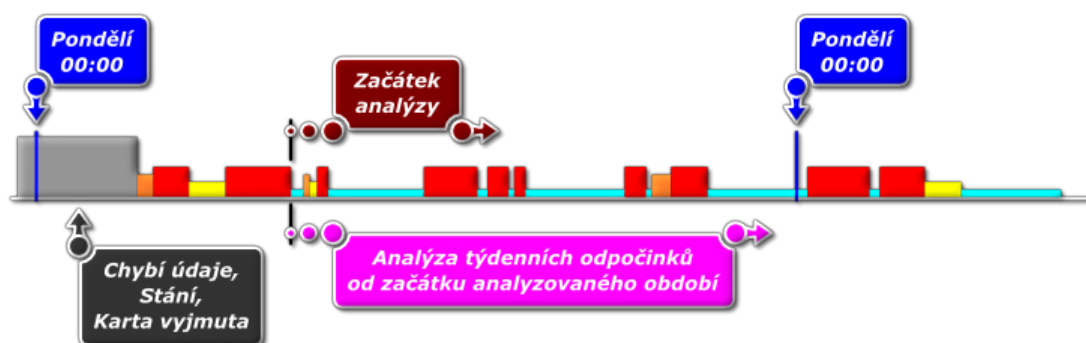 Pondělí
00:00
Začátek
analýzy
Pondělí
00:00
Chybí údaje,
Stání,
Karta vyjmuta
Analýza týdenních odpočinků
od začátku analyzovaného období